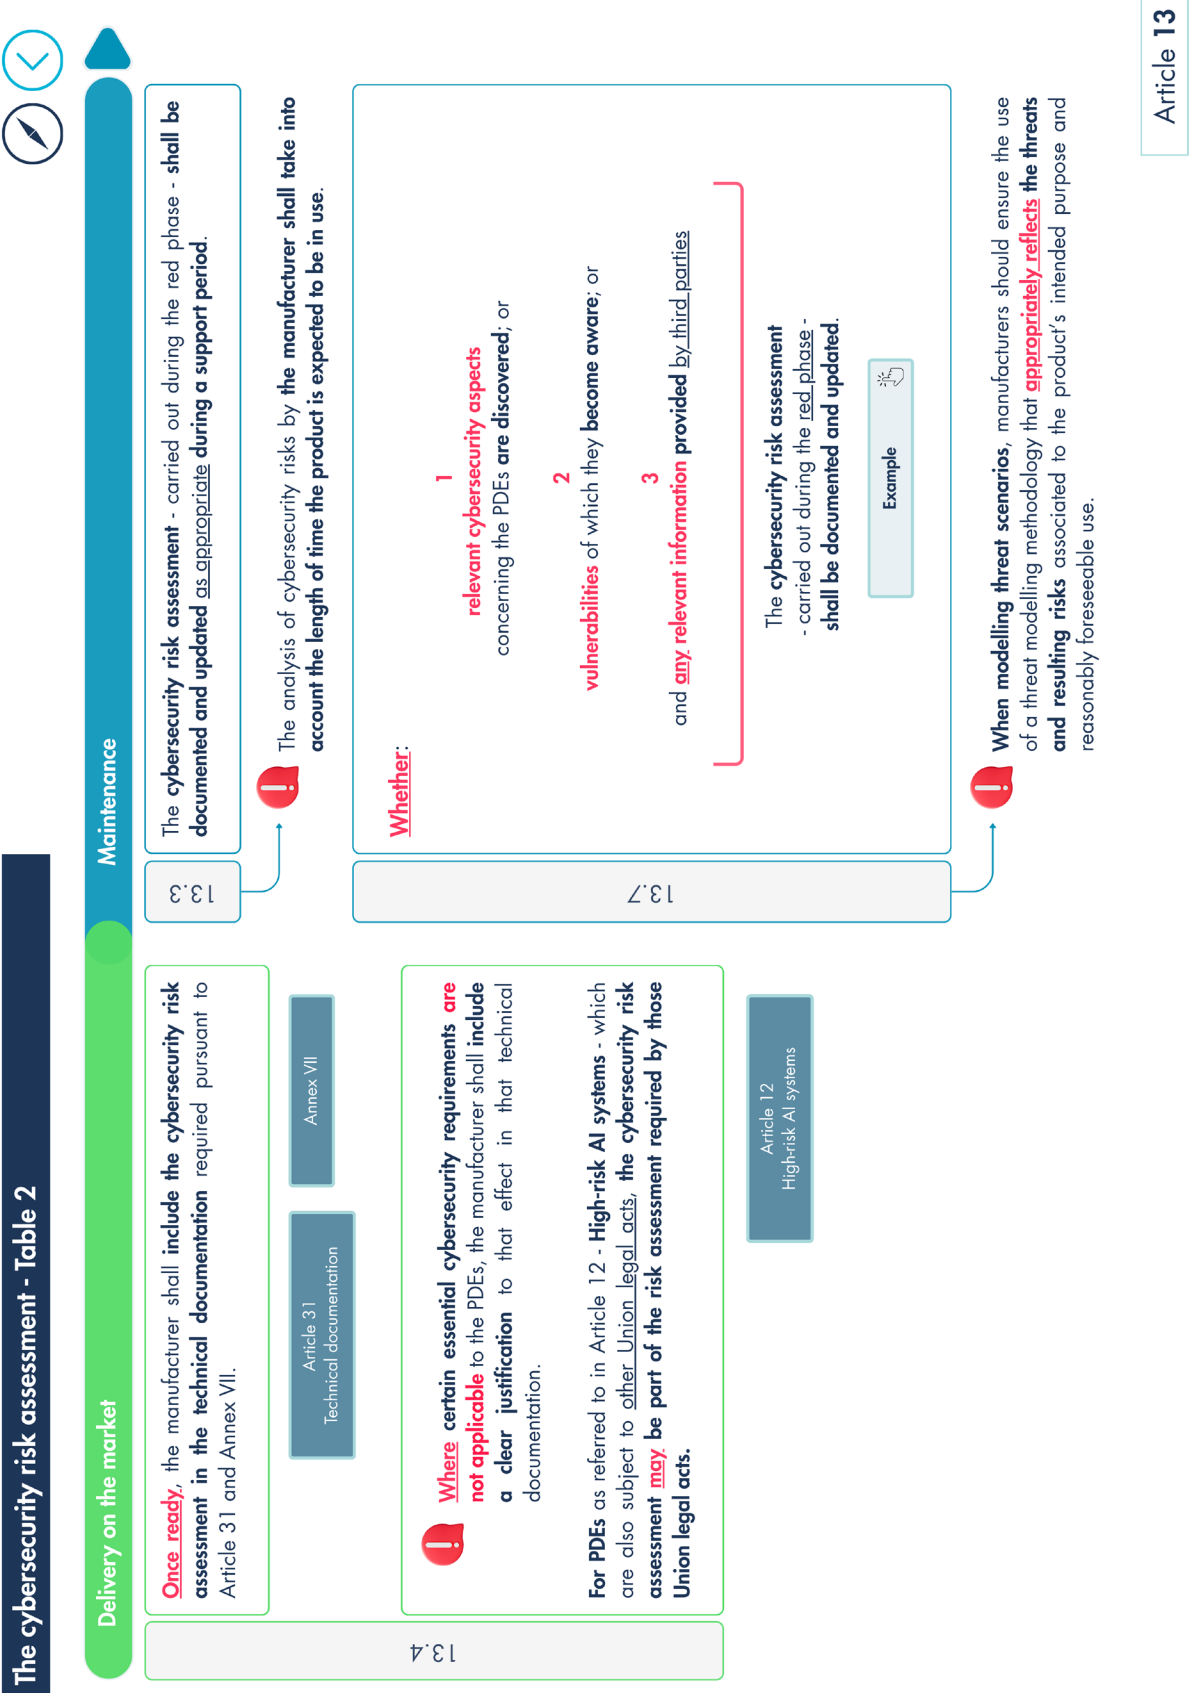 The cybersecurity risk assessment - Table 2
Delivery on the market
Maintenance
13.4
Once ready, the manufacturer shall include the cybersecurity risk
assessment in the technical documentation required pursuant to
Article 31 and Annex VII.
Article 31
Technical documentation
Annex VII
Where certain essential cybersecurity requirements are
not applicable to the PDEs, the manufacturer shall include
a clear justification to that effect in that technical
documentation.
For PDEs as referred to in Article 12 - High-risk AI systems - which
are also subject to other Union legal acts, the cybersecurity risk
assessment may be part of the risk assessment required by those
Union legal acts.
Article 12
High-risk AI systems
13.3
The cybersecurity risk assessment - carried out during the red phase - shall be
documented and updated as appropriate during a support period.
The analysis of cybersecurity risks by the manufacturer shall take into
account the length of time the product is expected to be in use.
13.7
Whether:
1
relevant cybersecurity aspects
concerning the PDEs are discovered; or
2
vulnerabilities of which they become aware; or
3
and any relevant information provided by third parties
The cybersecurity risk assessment
- carried out during the red phase -
shall be documented and updated.
Example
When modelling threat scenarios, manufacturers should ensure the use
of a threat modelling methodology that appropriately reflects the threats
and resulting risks associated to the product's intended purpose and
reasonably foreseeable use.
Article 13